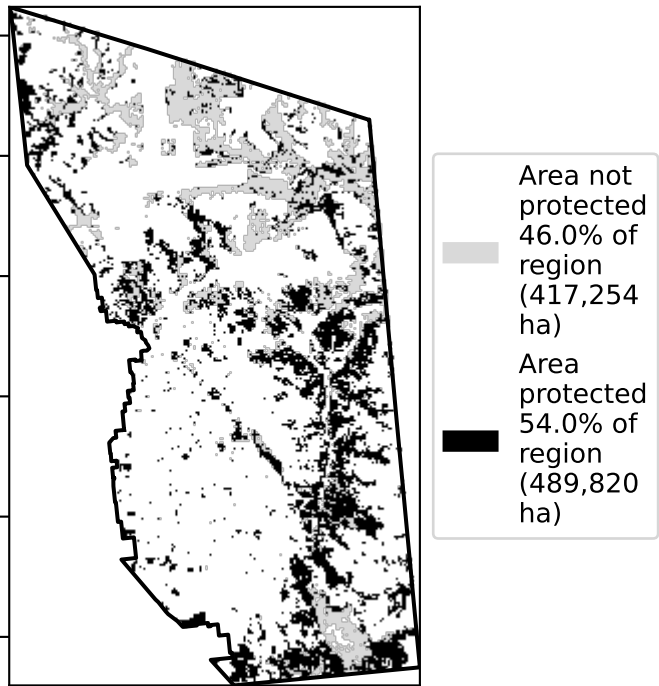 Area not
protected
46.0% of
region
(417,254
ha)
Area
protected
54.0% of
region
(489,820
ha)